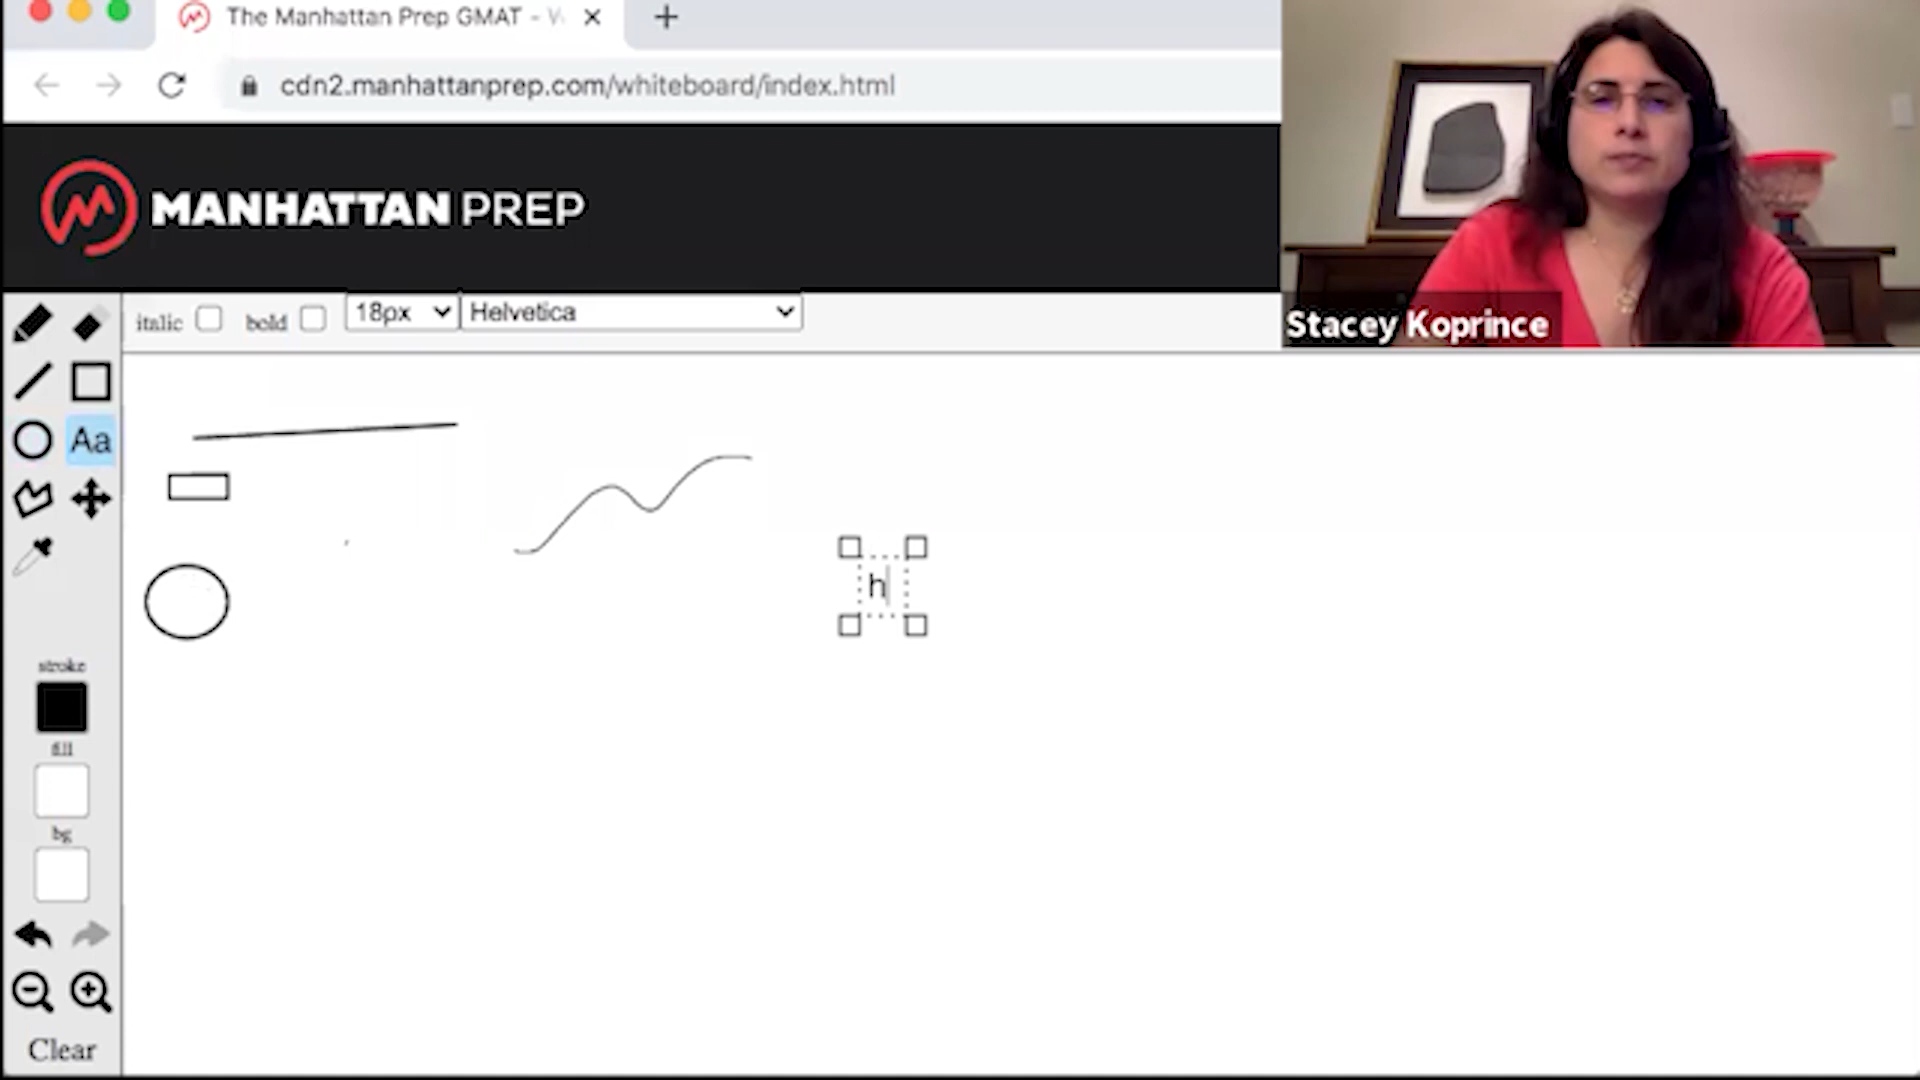 The Manhattan Prep GMAT -
cdn2.manhattanprep.com/whiteboard/index.html
MANHATTAN PREP
Stacey Koprince
italic
bold
18px
Helvetica
Aa
h
stroke
fill
bg
Clear